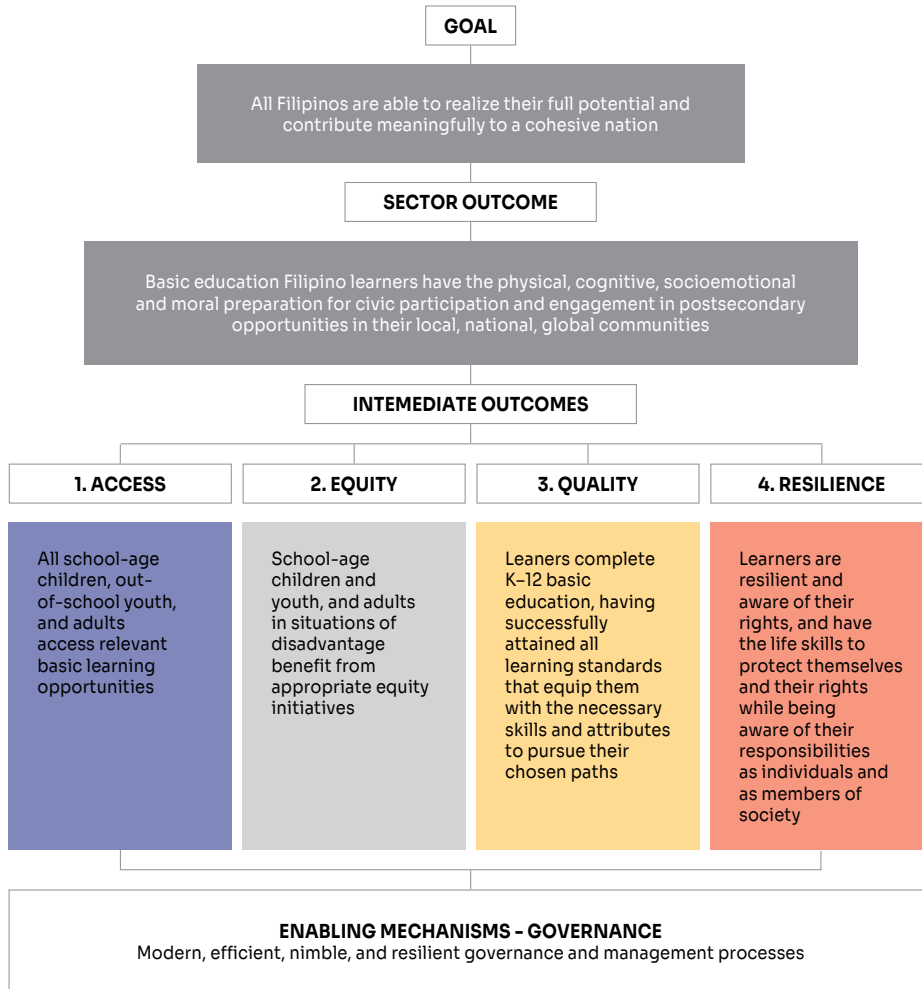 GOAL
All Filipinos are able to realize their full potential and
contribute meaningfully to a cohesive nation
SECTOR OUTCOME
Basic education Filipino learners have the physical, cognitive, socioemotional
and moral preparation for civic participation and engagement in postsecondary
opportunities in their local, national, global communities
INTEMEDIATE OUTCOMES
1. ACCESS
All school-age
children, out-
of-school youth,
and adults
access relevant
basic learning
opportunities
2. EQUITY
School-age
children and
youth, and adults
in situations of
disadvantage
benefit from
appropriate equity
initiatives
3. QUALITY
Leaners complete
K–12 basic
education, having
successfully
attained all
learning standards
that equip them
with the necessary
skills and attributes
to pursue their
chosen paths
4. RESILIENCE
Learners are
resilient and
aware of their
rights, and have
the life skills to
protect themselves
and their rights
while being
aware of their
responsibilities
as individuals and
as members of
society
ENABLING MECHANISMS – GOVERNANCE
Modern, efficient, nimble, and resilient governance and management processes